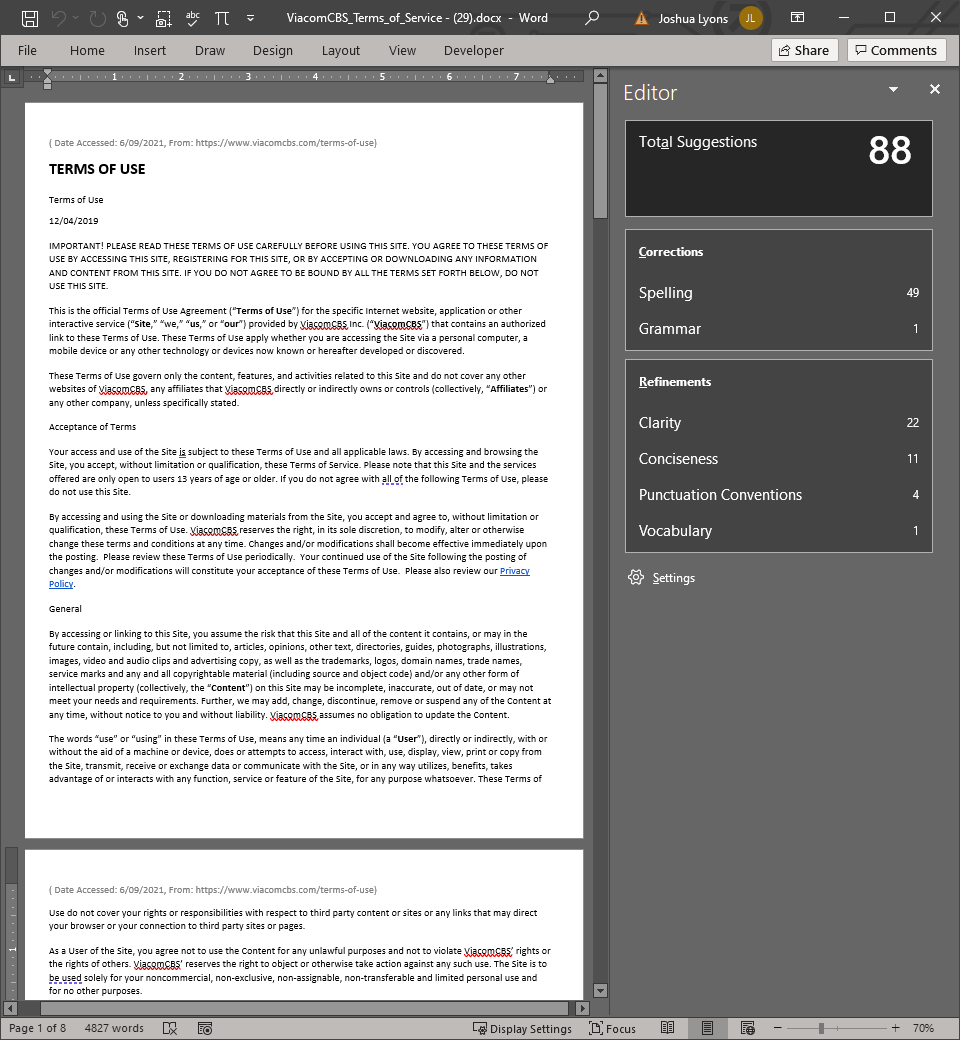 abc
ViacomCBS_Terms_of_Service - (29).docx - Word
Joshua Lyons
JL
File Home Insert Draw Design Layout View Developer
Share Comments
L 1 2 3 4 5 6 7
( Date Accessed: 6/09/2021, From: https://www.viacomcbs.com/terms-of-use)
TERMS OF USE
Terms of Use
12/04/2019
IMPORTANT! PLEASE READ THESE TERMS OF USE CAREFULLY BEFORE USING THIS SITE. YOU AGREE TO THESE TERMS OF
USE BY ACCESSING THIS SITE, REGISTERING FOR THIS SITE, OR BY ACCEPTING OR DOWNLOADING ANY INFORMATION
AND CONTENT FROM THIS SITE. IF YOU DO NOT AGREE TO BE BOUND BY ALL THE TERMS SET FORTH BELOW, DO NOT
USE THIS SITE.
This is the official Terms of Use Agreement (“Terms of Use”) for the specific Internet website, application or other
interactive service (“Site,” “we,” “us,” or “our”) provided by ViacomCBS Inc. (“ViacomCBS”) that contains an authorized
link to these Terms of Use. These Terms of Use apply whether you are accessing the Site via a personal computer, a
mobile device or any other technology or devices now known or hereafter developed or discovered.
These Terms of Use govern only the content, features, and activities related to this Site and do not cover any other
websites of ViacomCBS, any affiliates that ViacomCBS directly or indirectly owns or controls (collectively, “Affiliates”) or
any other company, unless specifically stated.
Acceptance of Terms
Your access and use of the Site is subject to these Terms of Use and all applicable laws. By accessing and browsing the
Site, you accept, without limitation or qualification, these Terms of Service. Please note that this Site and the services
offered are only open to users 13 years of age or older. If you do not agree with all of the following Terms of Use, please
do not use this Site.
By accessing and using the Site or downloading materials from the Site, you accept and agree to, without limitation or
qualification, these Terms of Use. ViacomCBS reserves the right, in its sole discretion, to modify, alter or otherwise
change these terms and conditions at any time. Changes and/or modifications shall become effective immediately upon
the posting. Please review these Terms of Use periodically. Your continued use of the Site following the posting of
changes and/or modifications will constitute your acceptance of these Terms of Use. Please also review our Privacy
Policy.
General
By accessing or linking to this Site, you assume the risk that this Site and all of the content it contains, or may in the
future contain, including, but not limited to, articles, opinions, other text, directories, guides, photographs, illustrations,
images, video and audio clips and advertising copy, as well as the trademarks, logos, domain names, trade names,
service marks and any and all copyrightable material (including source and object code) and/or any other form of
intellectual property (collectively, the “Content”) on this Site may be incomplete, inaccurate, out of date, or may not
meet your needs and requirements. Further, we may add, change, discontinue, remove or suspend any of the Content at
any time, without notice to you and without liability. ViacomCBS assumes no obligation to update the Content.
The words “use” or “using” in these Terms of Use, means any time an individual (a “User”), directly or indirectly, with or
without the aid of a machine or device, does or attempts to access, interact with, use, display, view, print or copy from
the Site, transmit, receive or exchange data or communicate with the Site, or in any way utilizes, benefits, takes
advantage of or interacts with any function, service or feature of the Site, for any purpose whatsoever. These Terms of
( Date Accessed: 6/09/2021, From: https://www.viacomcbs.com/terms-of-use)
Use do not cover your rights or responsibilities with respect to third party content or sites or any links that may direct
your browser or your connection to third party sites or pages.
1
As a User of the Site, you agree not to use the Content for any unlawful purposes and not to violate ViacomCBS’ rights or
the rights of others. ViacomCBS’ reserves the right to object or otherwise take action against any such use. The Site is to
be used solely for your noncommercial, non-exclusive, non-assignable, non-transferable and limited personal use and
for no other purposes.
Editor
Total Suggestions 88
Corrections
Spelling 49
Grammar 1
Refinements
Clarity 22
Conciseness 11
Punctuation Conventions 4
Vocabulary 1
Settings
Page 1 of 8 4827 words Display Settings Focus 70%